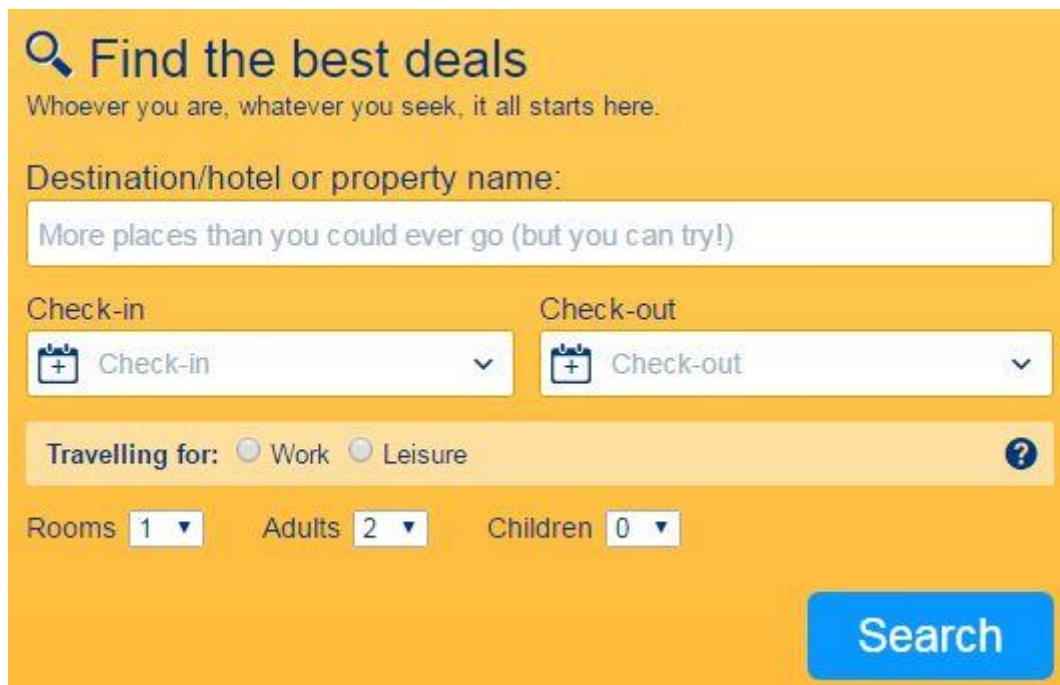 Find the best deals
Whoever you are, whatever you seek, it all starts here.
Destination/hotel or property name:
More places than you could ever go (but you can try!)
Check-in Check-out
Check-in Check-out
Travelling for: Work Leisure ?
Rooms 1 Adults 2 Children 0
Search